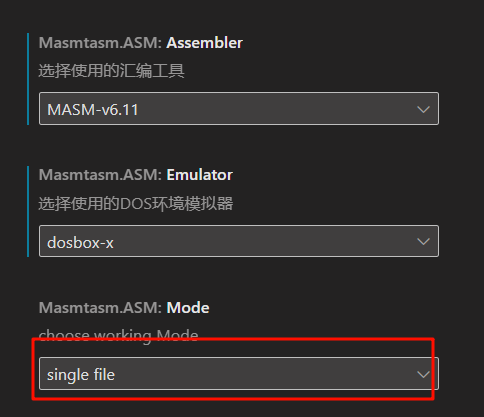 Masmtasm.ASM: Assembler
选择使用的汇编工具
MASM-v6.11
Masmtasm.ASM: Emulator
选择使用的DOS环境模拟器
dosbox-x
Masmtasm.ASM: Mode
choose working Mode
single file